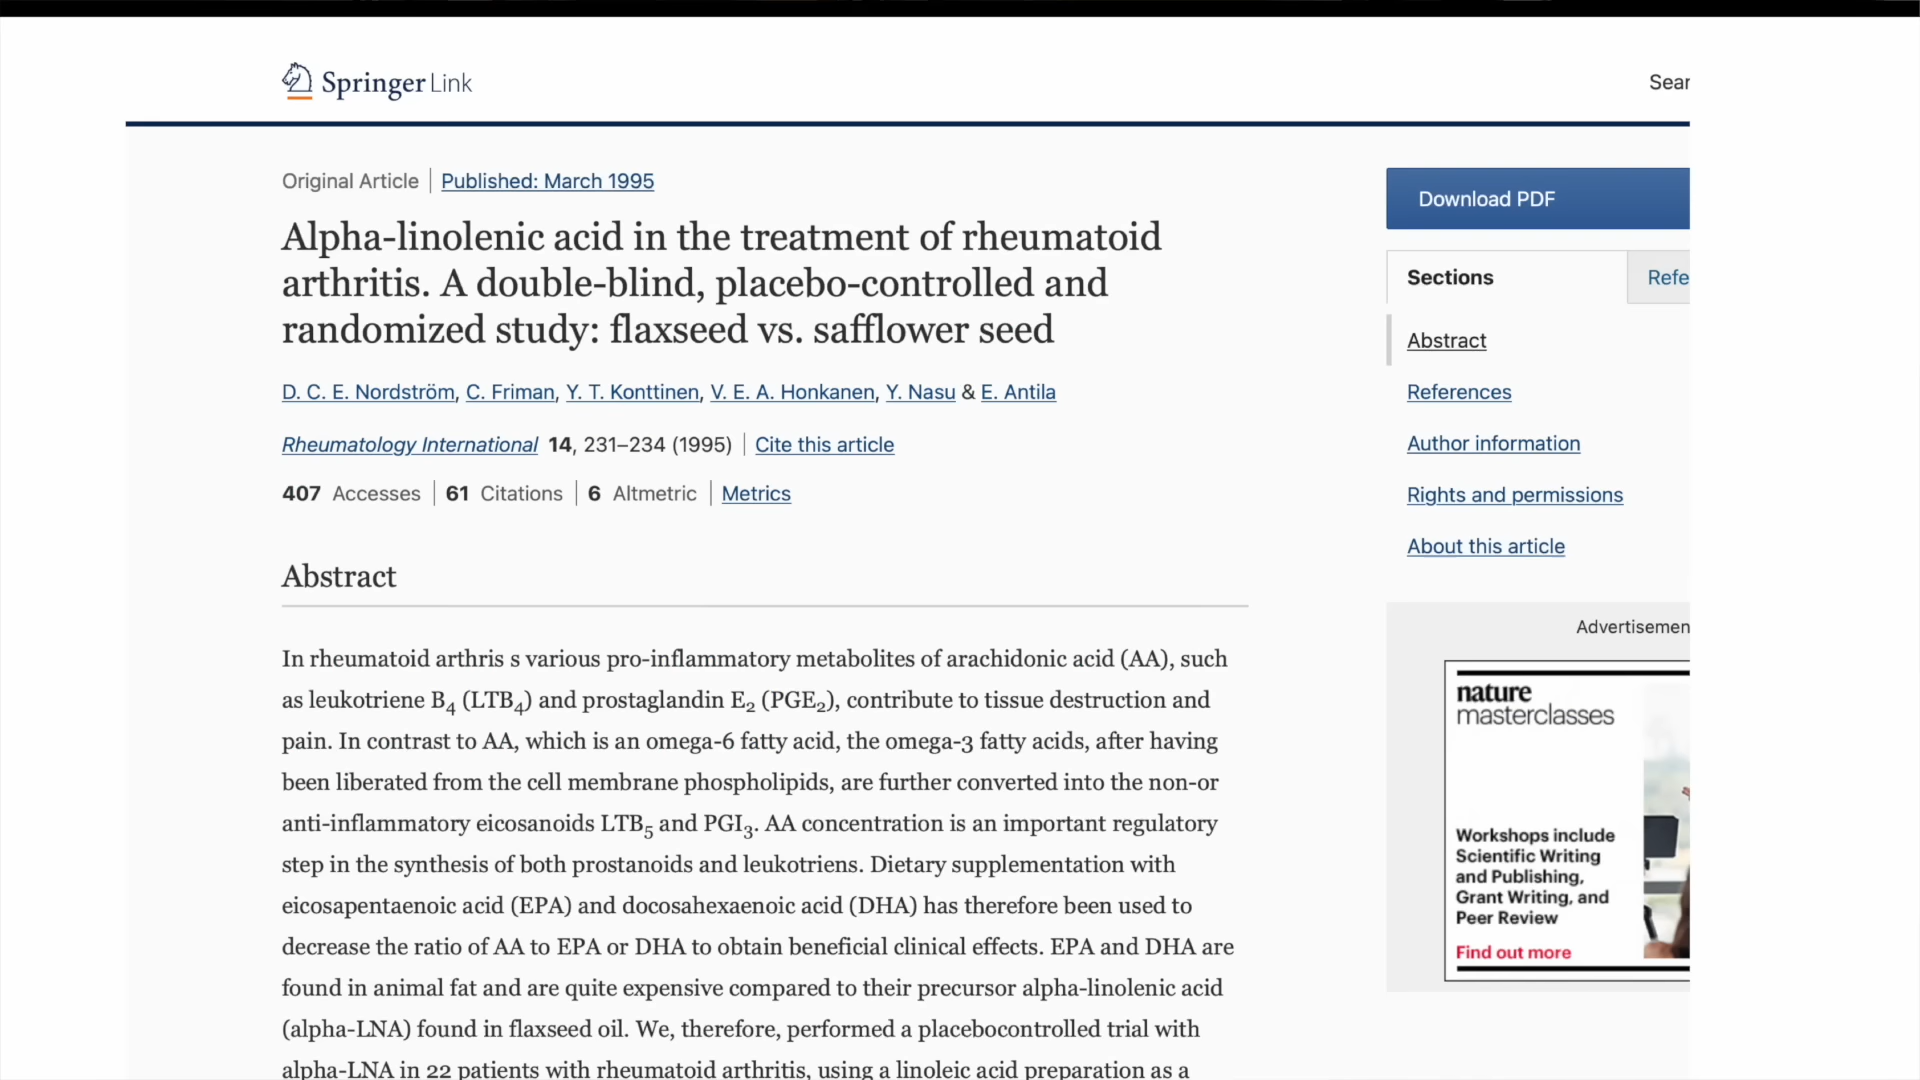 Springer Link
Sear
Original Article | Published: March 1995
Alpha-linolenic acid in the treatment of rheumatoid
arthritis. A double-blind, placebo-controlled and
randomized study: flaxseed vs. safflower seed
D. C. E. Nordström, C. Friman, Y. T. Konttinen, V. E. A. Honkanen, Y. Nasu & E. Antila
Rheumatology International 14, 231–234 (1995) | Cite this article
407 Accesses | 61 Citations | 6 Altmetric | Metrics
Abstract
In rheumatoid arthris s various pro-inflammatory metabolites of arachidonic acid (AA), such
as leukotriene B4 (LTB4) and prostaglandin E2 (PGE2), contribute to tissue destruction and
pain. In contrast to AA, which is an omega-6 fatty acid, the omega-3 fatty acids, after having
been liberated from the cell membrane phospholipids, are further converted into the non-or
anti-inflammatory eicosanoids LTB5 and PGI3. AA concentration is an important regulatory
step in the synthesis of both prostanoids and leukotriens. Dietary supplementation with
eicosapentaenoic acid (EPA) and docosahexaenoic acid (DHA) has therefore been used to
decrease the ratio of AA to EPA or DHA to obtain beneficial clinical effects. EPA and DHA are
found in animal fat and are quite expensive compared to their precursor alpha-linolenic acid
(alpha-LNA) found in flaxseed oil. We, therefore, performed a placebocontrolled trial with
alpha-LNA in 22 patients with rheumatoid arthritis, using a linoleic acid preparation as a
Download PDF
Sections
Refe
Abstract
References
Author information
Rights and permissions
About this article
Advertisemen
nature
masterclasses
Workshops include
Scientific Writing
and Publishing,
Grant Writing, and
Peer Review
Find out more